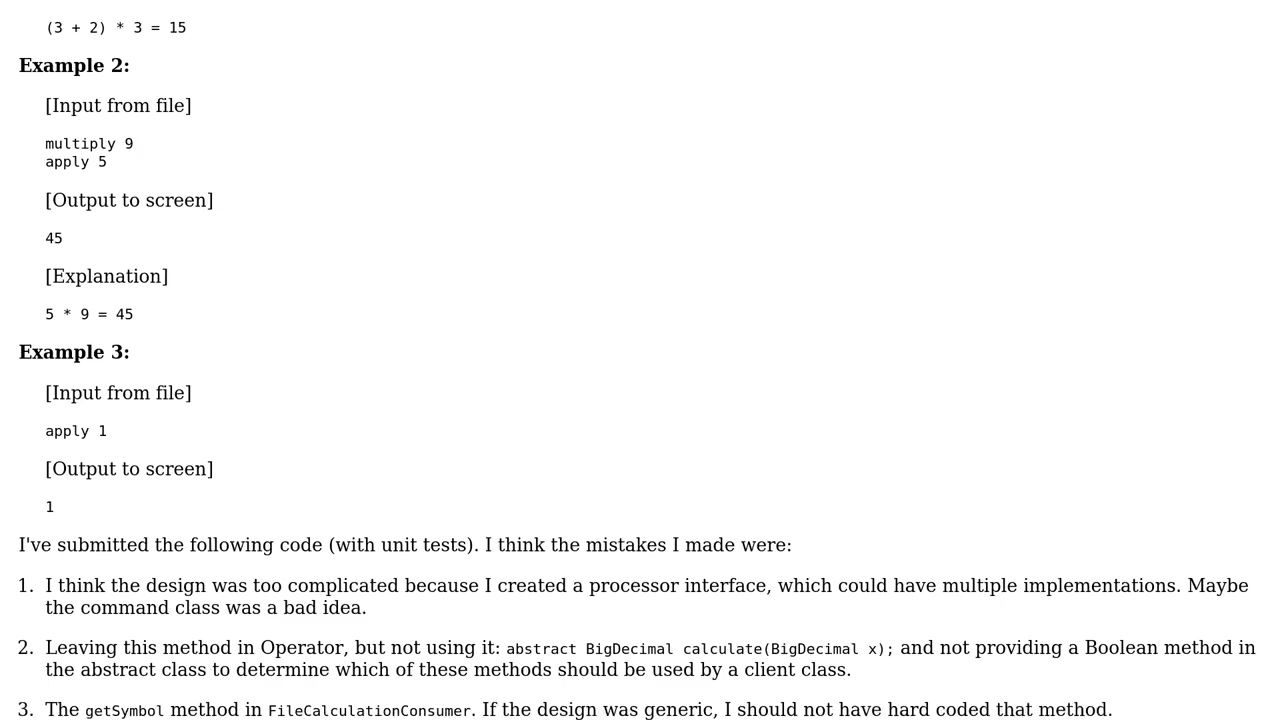 (3 + 2) * 3 = 15
Example 2:
[Input from file]
multiply 9
apply 5
[Output to screen]
45
[Explanation]
5 * 9 = 45
Example 3:
[Input from file]
apply 1
[Output to screen]
1
I've submitted the following code (with unit tests). I think the mistakes I made were:
1. I think the design was too complicated because I created a processor interface, which could have multiple implementations. Maybe
the command class was a bad idea.
2. Leaving this method in Operator, but not using it: abstract BigDecimal calculate(BigDecimal x); and not providing a Boolean method in
the abstract class to determine which of these methods should be used by a client class.
3. The getSymbol method in FileCalculationConsumer. If the design was generic, I should not have hard coded that method.